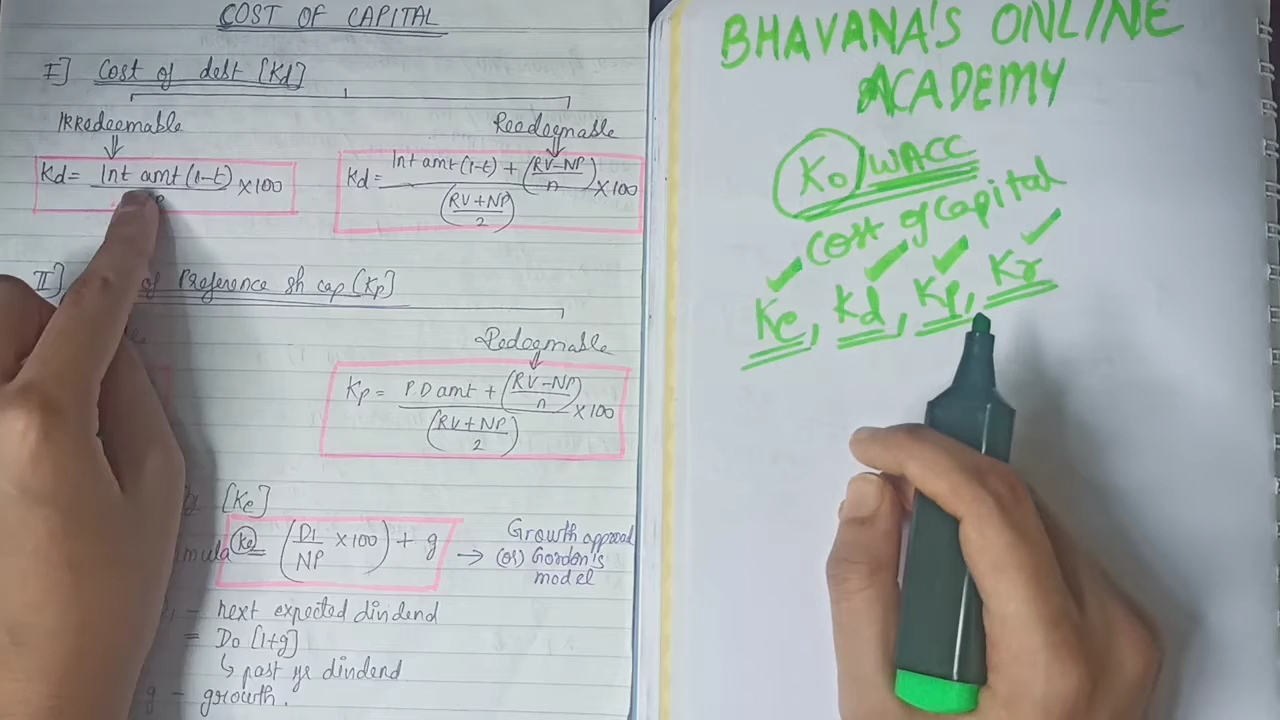 COST OF CAPITAL
I] Cost of debt [Kd]
IRRedeemable
Kd = Int amt (1-t) × 100
Reedeemable
Kd = Int amt (1-t) + (RV-NP / n) × 100
(RV+NP / 2)
II] of Preference sh cap [Kp]
Redeemable
Kp = P.D amt + (RV-NP / n) × 100
(RV+NP / 2)
[Ke]
Ke = (D1 / NP × 100) + g → Growth approach
(or) Gordon's
model
- next expected dividend
= Do [1+g]
↳ past yr dividend
g - growth.
BHAVANA'S ONLINE
ACADEMY
Ko / WACC
Cost of Capital
Ke, Kd, Kp, Kr